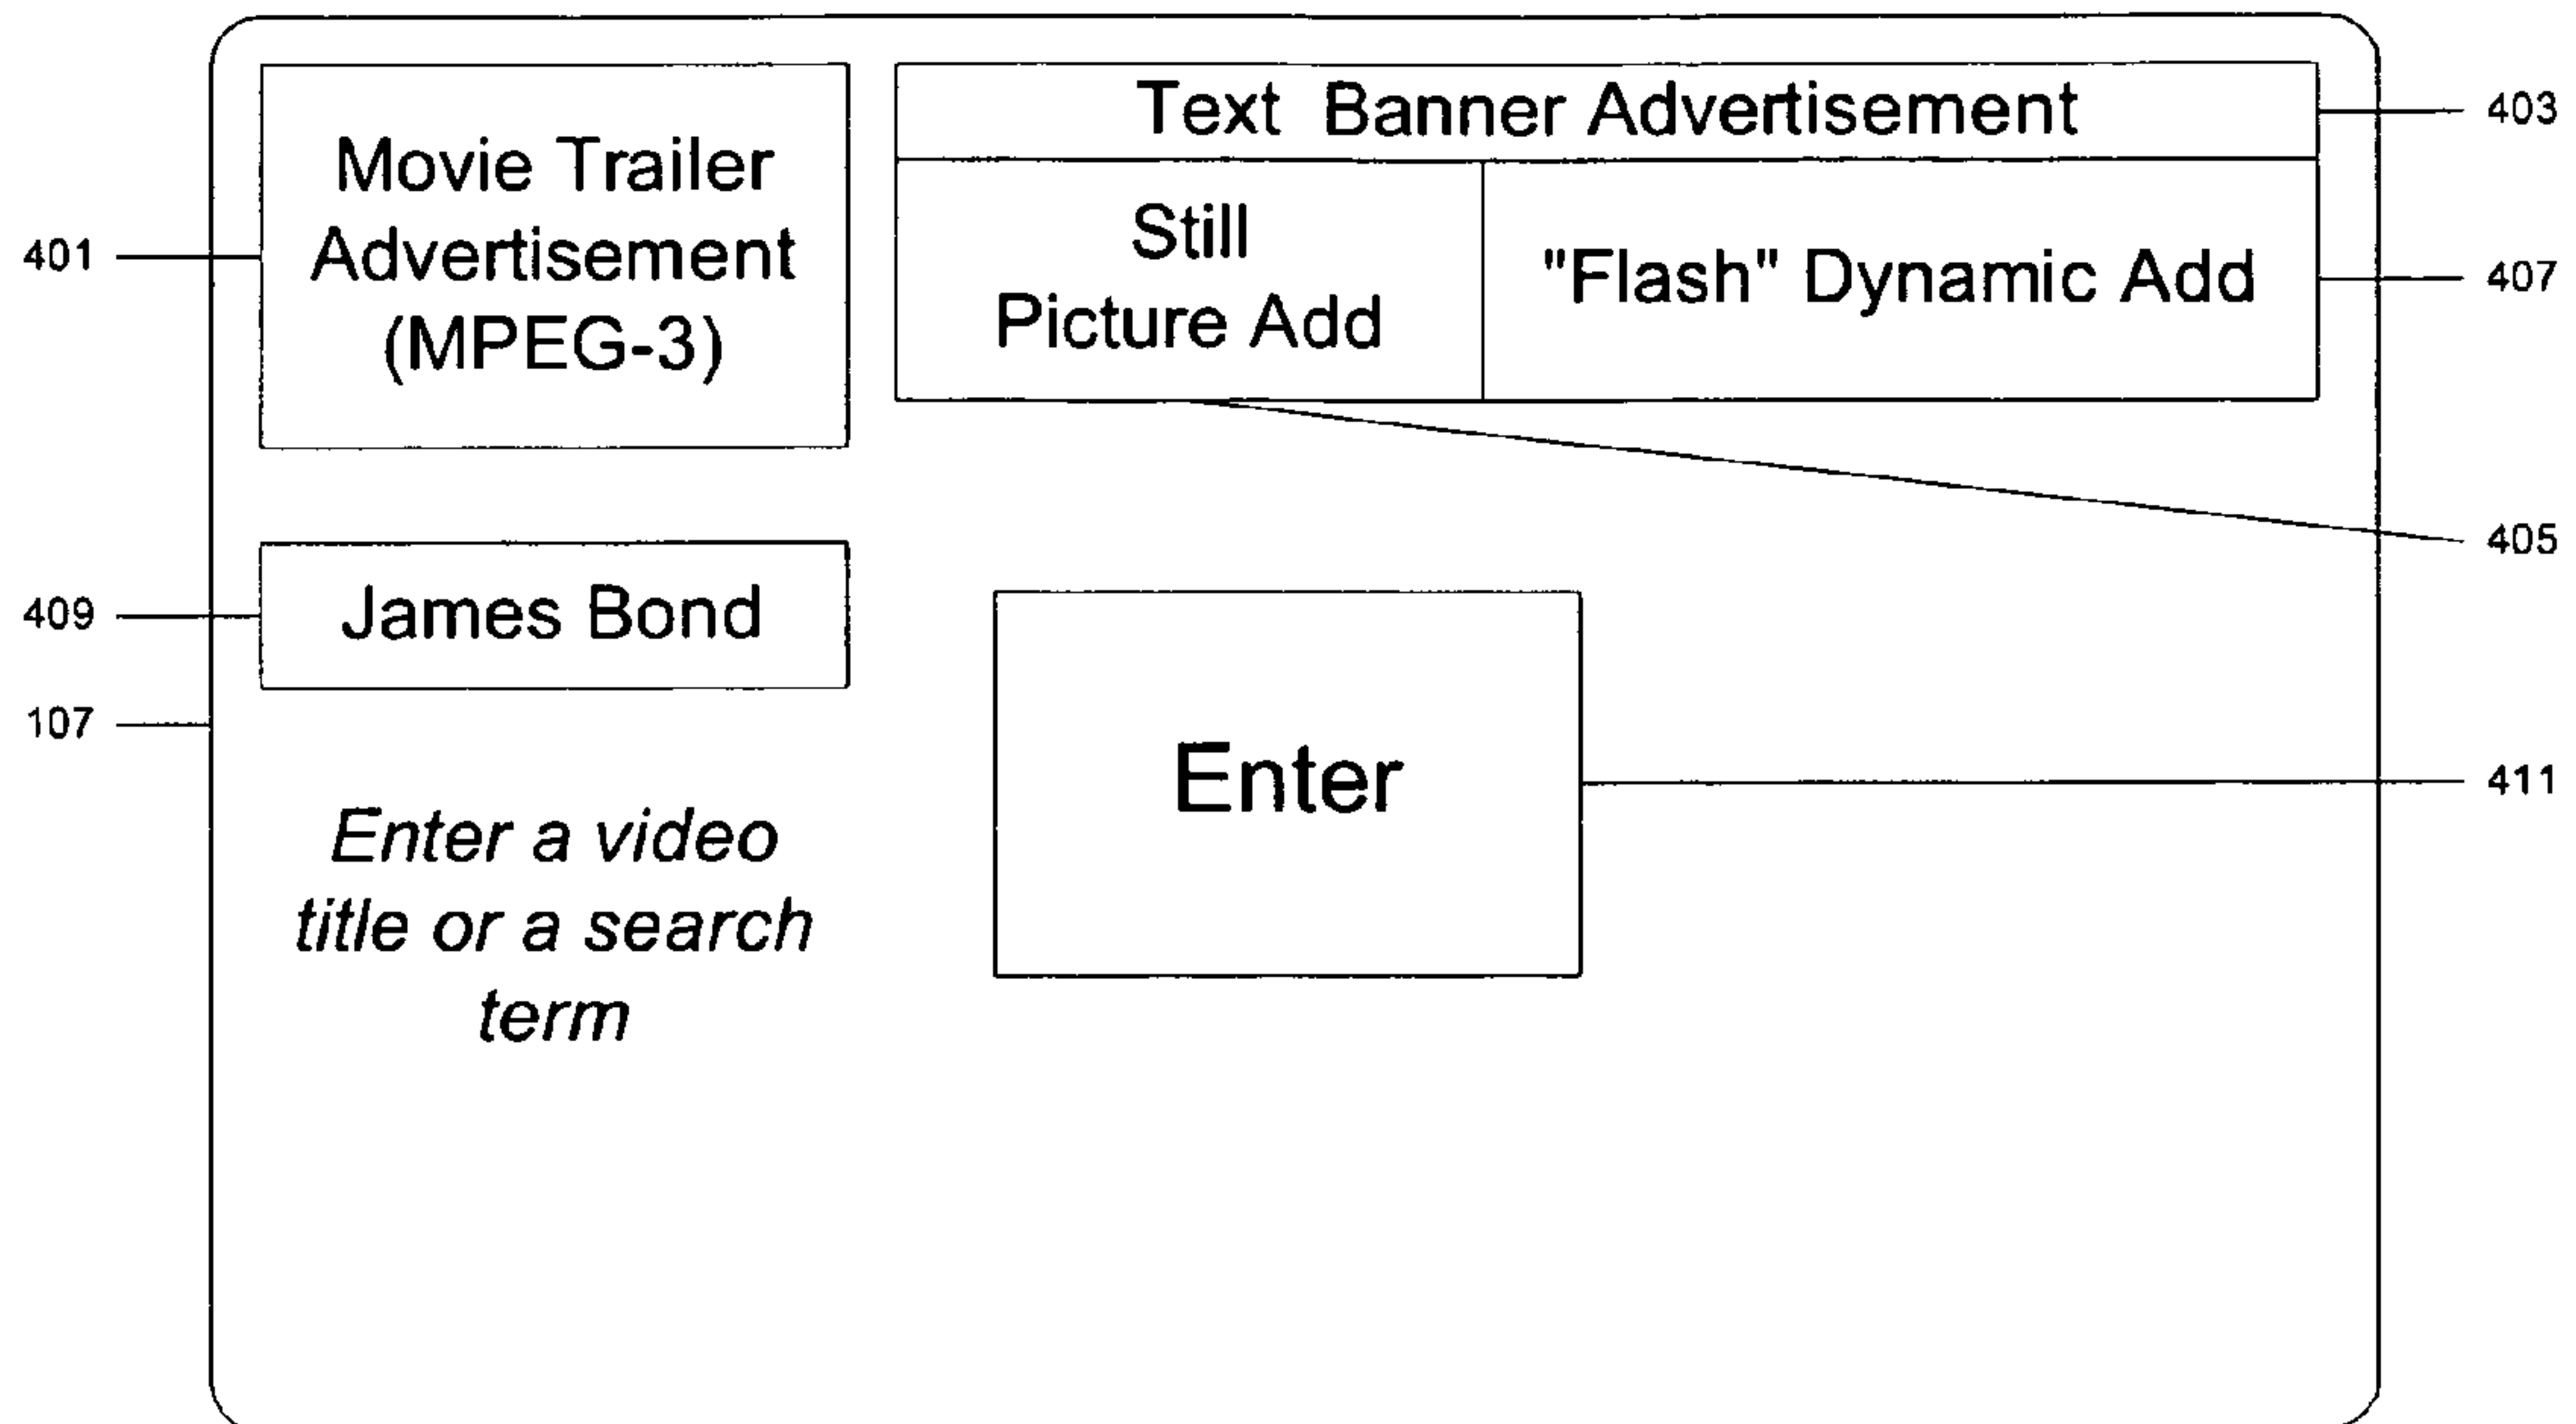 Movie Trailer
Advertisement
(MPEG-3)
Text Banner Advertisement
403
Still
Picture Add
"Flash" Dynamic Add
407
401
405
James Bond
409
107
Enter
411
Enter a video
title or a search
term